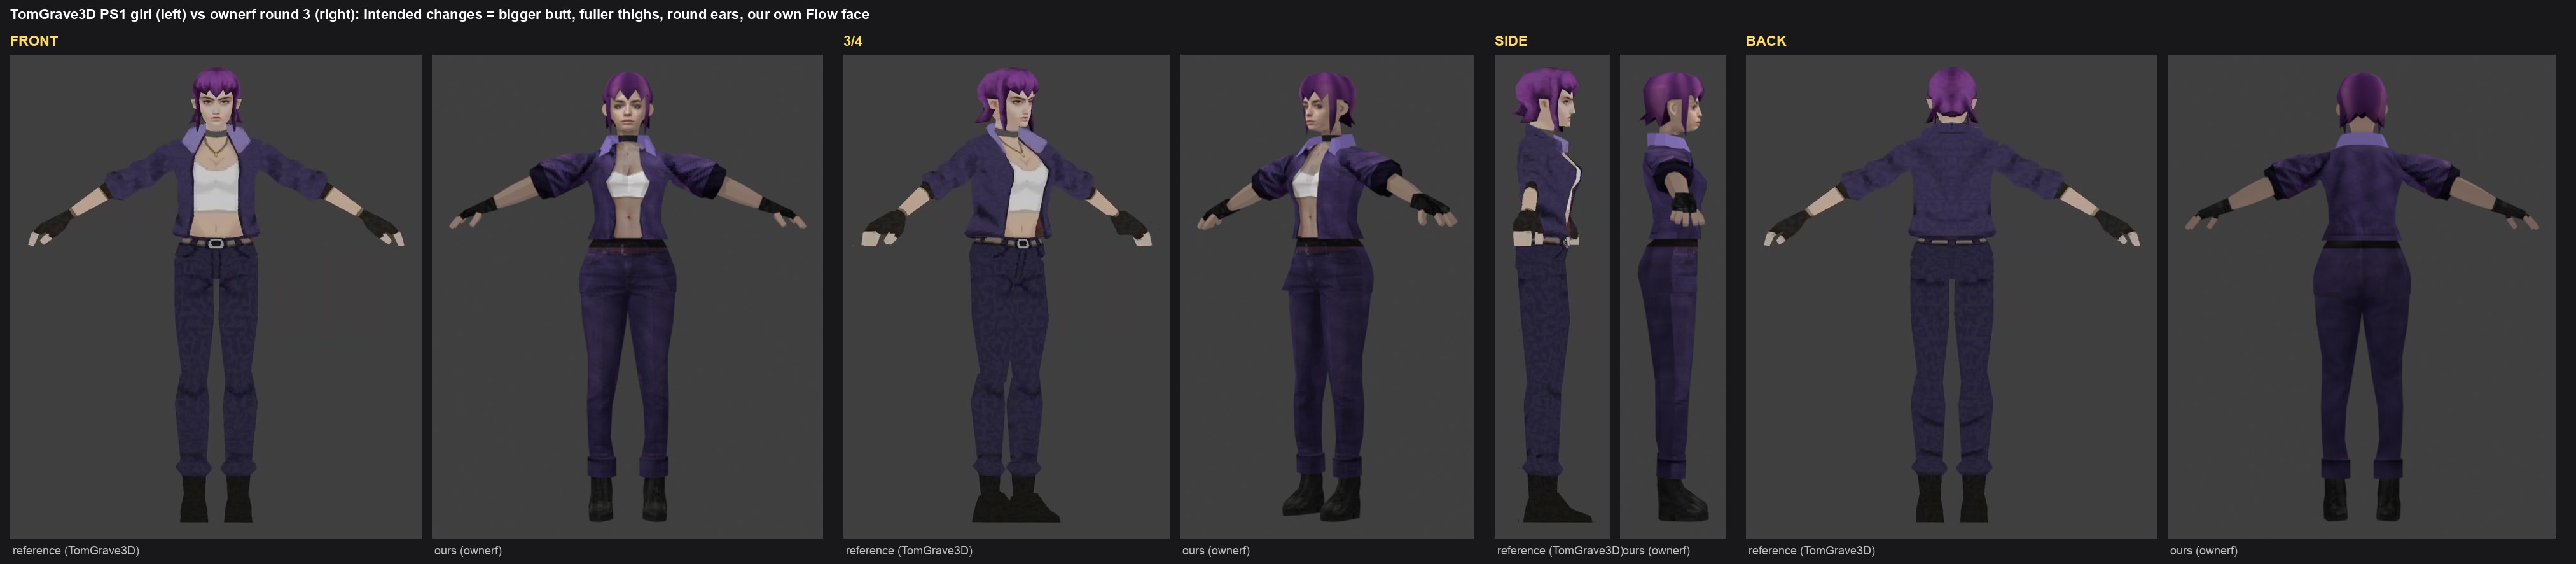 TomGrave3D PS1 girl (left) vs ownerf round 3 (right): intended changes = bigger butt, fuller thighs, round ears, our own Flow face
FRONT
3/4
SIDE
BACK
reference (TomGrave3D)
ours (ownerf)
reference (TomGrave3D)
ours (ownerf)
reference (TomGrave3D)
ours (ownerf)
reference (TomGrave3D)
ours (ownerf)